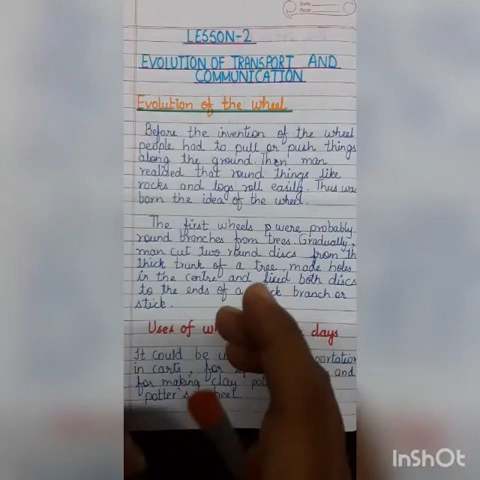 Date
Page
LESSON-2
EVOLUTION OF TRANSPORT AND
COMMUNICATION
Evolution of the wheel
Before the invention of the wheel
people had to pull or push things
along the ground. Then man
realized that round things like
rocks and logs roll easily. Thus was
born the idea of the wheel.
The first wheels were probably
round branches from trees. Gradually,
man cut two round discs from th
thick trunk of a tree, made holes
in the centre and fixed both discs
to the ends of a branch or
stick.
Uses of days
It could be
in carts, for and
for making clay
potter's wheel.
InShOt